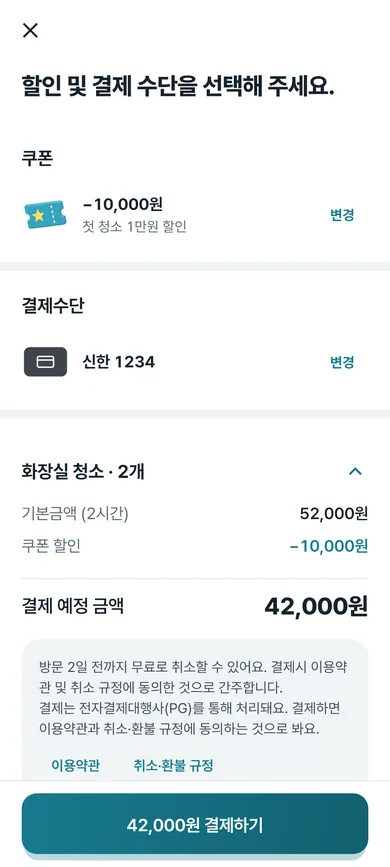 할인 및 결제 수단을 선택해 주세요.
쿠폰
-10,000원
첫 청소 1만원 할인
변경
결제수단
신한 1234
변경
화장실 청소 · 2개
기본금액 (2시간)
52,000원
쿠폰 할인
-10,000원
결제 예정 금액
42,000원
방문 2일 전까지 무료로 취소할 수 있어요. 결제시 이용약
관 및 취소 규정에 동의한 것으로 간주합니다.
결제는 전자결제대행사(PG)를 통해 처리돼요. 결제하면
이용약관과 취소·환불 규정에 동의하는 것으로 봐요.
이용약관
취소·환불 규정
42,000원 결제하기